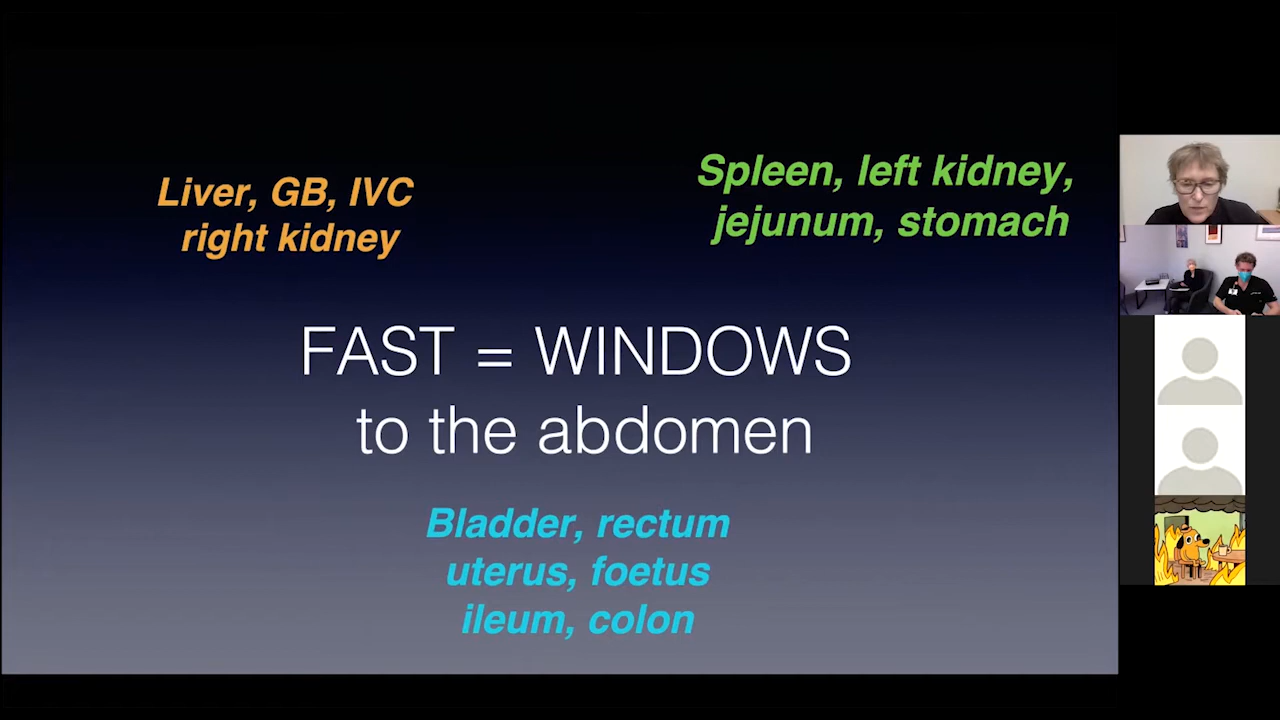 Liver, GB, IVC
right kidney
Spleen, left kidney,
jejunum, stomach
FAST = WINDOWS
to the abdomen
Bladder, rectum
uterus, foetus
ileum, colon